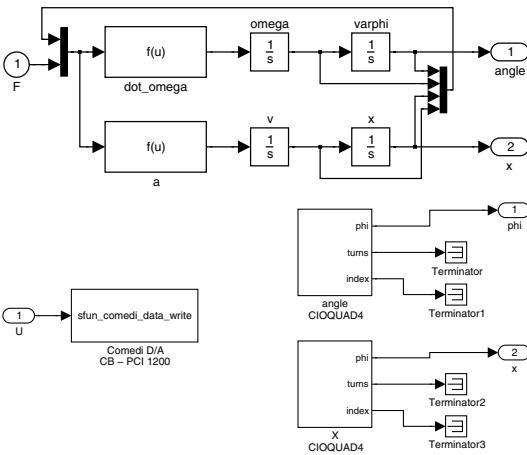 omega
varphi
1
F
f(u)
dot_omega
1
s
1
s
1
angle
v
x
f(u)
a
1
s
1
s
2
x
phi
turns
index
angle
CIOQUAD4
1
phi
Terminator
Terminator1
1
U
sfun_comedi_data_write
Comedi D/A
CB − PCI 1200
phi
turns
index
X
CIOQUAD4
2
x
Terminator2
Terminator3